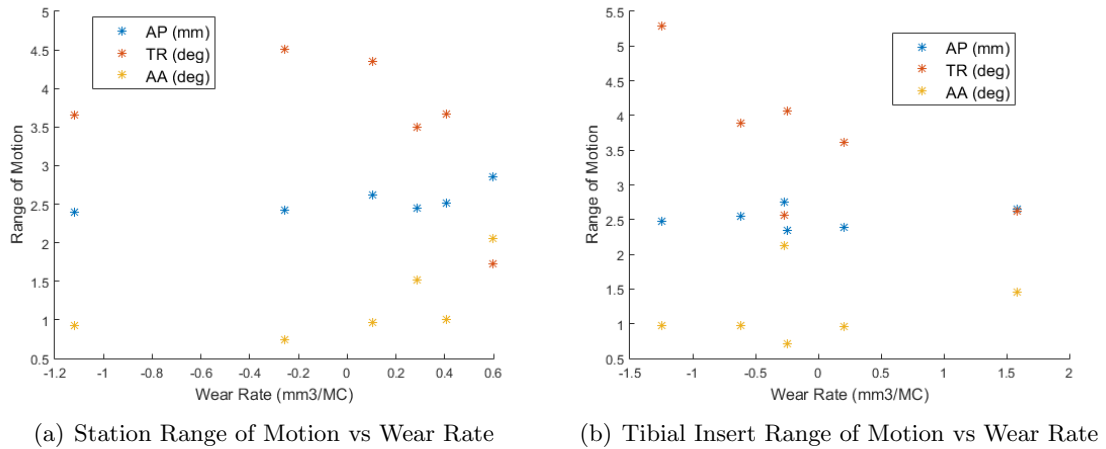 5
4.5
4
3.5
3
2.5
2
1.5
1
0.5
Range of Motion
AP (mm)
TR (deg)
AA (deg)
-1.2 -1 -0.8 -0.6 -0.4 -0.2 0 0.2 0.4 0.6
Wear Rate (mm3/MC)
(a) Station Range of Motion vs Wear Rate
5.5
5
4.5
4
3.5
3
2.5
2
1.5
1
0.5
Range of Motion
AP (mm)
TR (deg)
AA (deg)
-1.5 -1 -0.5 0 0.5 1 1.5 2
Wear Rate (mm3/MC)
(b) Tibial Insert Range of Motion vs Wear Rate